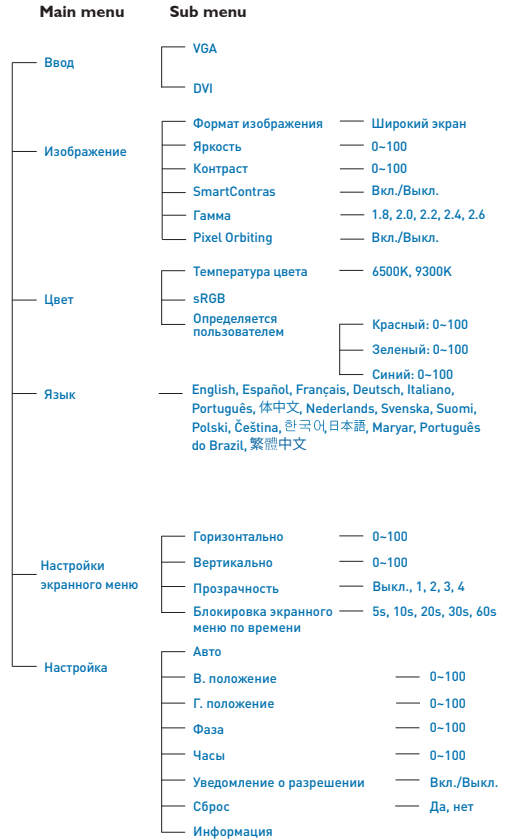 Main menu Sub menu
Ввод
VGA
DVI
Изображение
Формат изображения Широкий экран
Яркость 0~100
Контраст 0~100
SmartContras Вкл./Выкл.
Гамма 1.8, 2.0, 2.2, 2.4, 2.6
Pixel Orbiting Вкл./Выкл.
Цвет
Температура цвета 6500K, 9300K
sRGB
Определяется
пользователем
Красный: 0~100
Зеленый: 0~100
Синий: 0~100
Язык
English, Español, Français, Deutsch, Italiano,
Português, 体中文, Nederlands, Svenska, Suomi,
Polski, Čeština, 한국어, 日本語, Maryar, Português
do Brazil, 繁體中文
Настройки
экранного меню
Горизонтально 0~100
Вертикально 0~100
Прозрачность Выкл., 1, 2, 3, 4
Блокировка экранного 5s, 10s, 20s, 30s, 60s
меню по времени
Настройка
Авто
В. положение 0~100
Г. положение 0~100
Фаза 0~100
Часы 0~100
Уведомление о разрешении Вкл./Выкл.
Сброс Да, нет
Информация